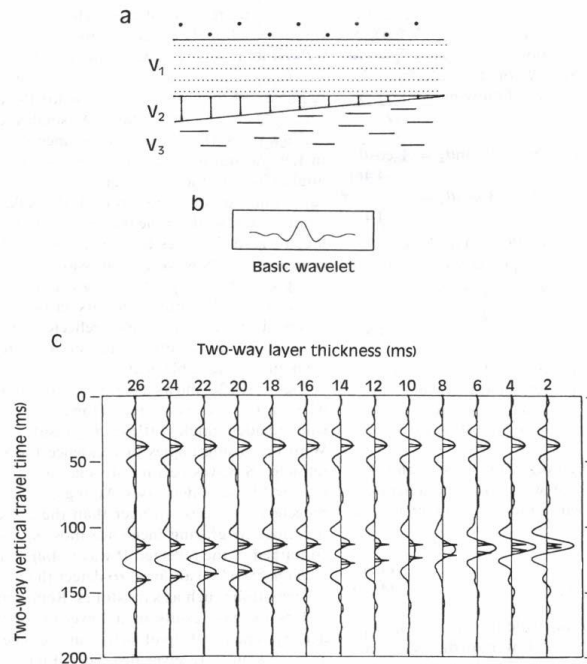 a
V1
V2
V3
b
Basic wavelet
c
Two-way layer thickness (ms)
26 24 22 20 18 16 14 12 10 8 6 4 2
Two-way vertical travel time (ms)
0
50
100
150
200